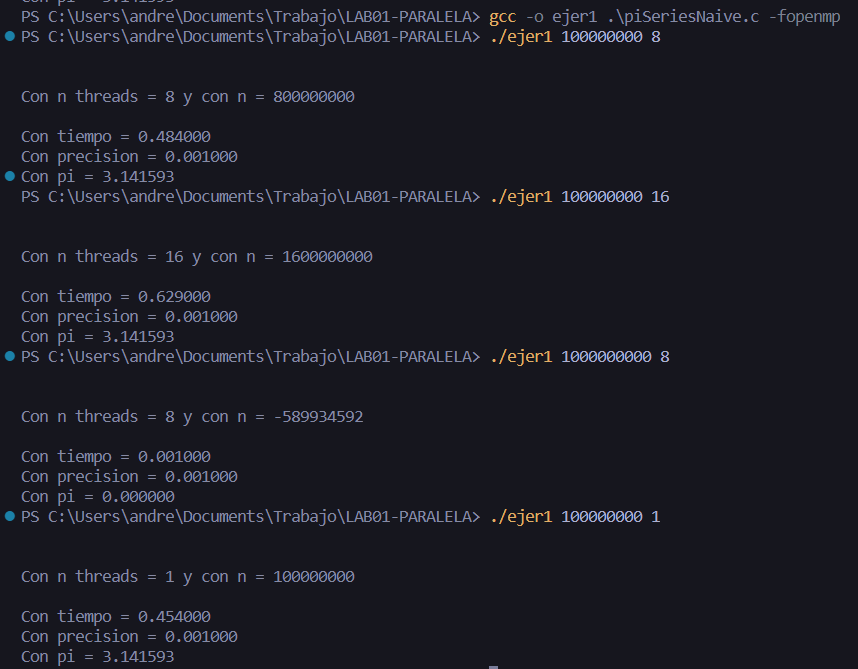 PS C:\Users\andre\Documents\Trabajo\LAB01-PARALELA> gcc -o ejer1 .\piSeriesNaive.c -fopenmp
PS C:\Users\andre\Documents\Trabajo\LAB01-PARALELA> ./ejer1 100000000 8
Con n threads = 8 y con n = 800000000
Con tiempo = 0.484000
Con precision = 0.001000
Con pi = 3.141593
PS C:\Users\andre\Documents\Trabajo\LAB01-PARALELA> ./ejer1 100000000 16
Con n threads = 16 y con n = 1600000000
Con tiempo = 0.629000
Con precision = 0.001000
Con pi = 3.141593
PS C:\Users\andre\Documents\Trabajo\LAB01-PARALELA> ./ejer1 1000000000 8
Con n threads = 8 y con n = -589934592
Con tiempo = 0.001000
Con precision = 0.001000
Con pi = 0.000000
PS C:\Users\andre\Documents\Trabajo\LAB01-PARALELA> ./ejer1 100000000 1
Con n threads = 1 y con n = 100000000
Con tiempo = 0.454000
Con precision = 0.001000
Con pi = 3.141593